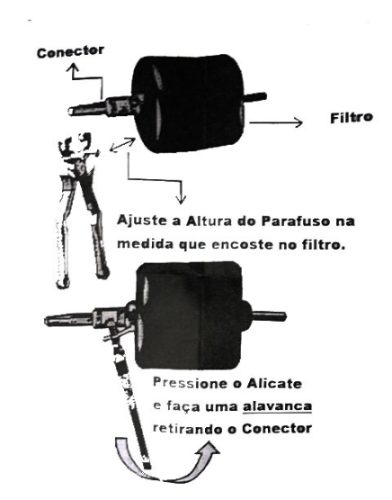 Conector
Filtro
Ajuste a Altura do Parafuso na
medida que encoste no filtro.
Pressione o Alicate
e faça uma alavanca
retirando o Conector